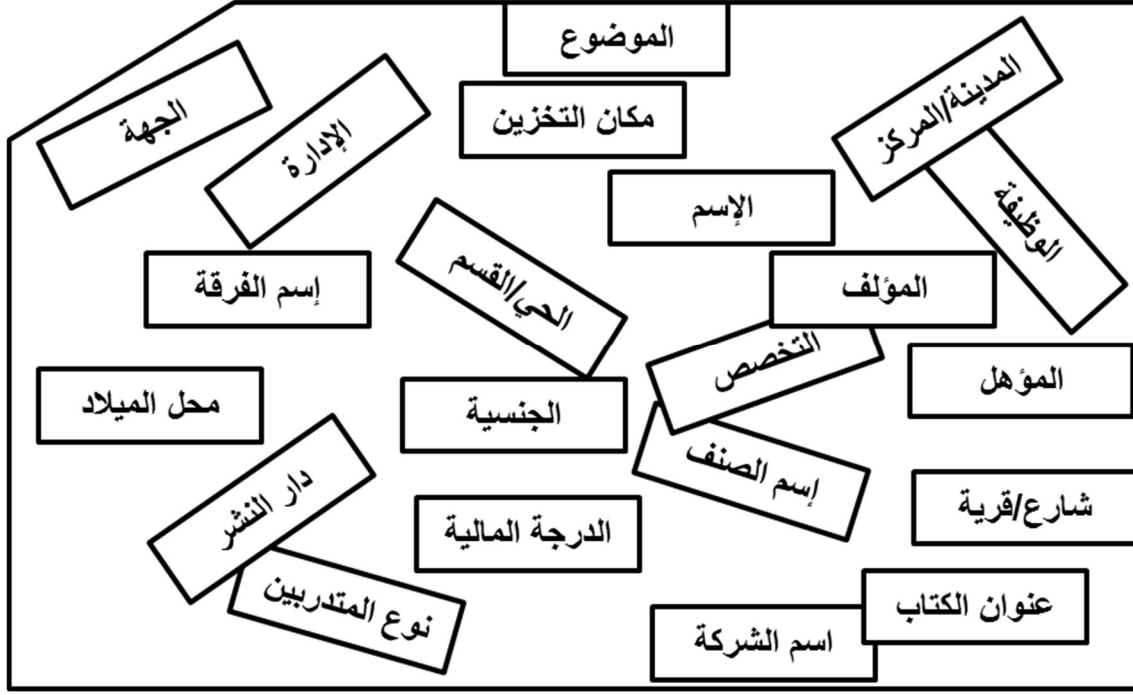 الموضوع
المدينة/المركز
الجهة
الإدارة
مكان التخزين
الإسم
الوظيفة
المؤلف
الحي/القسم
إسم الفرقة
التخصص
المؤهل
محل الميلاد
الجنسية
إسم الصنف
شارع/قرية
دار النشر
الدرجة المالية
عنوان الكتاب
نوع المتدربين
اسم الشركة